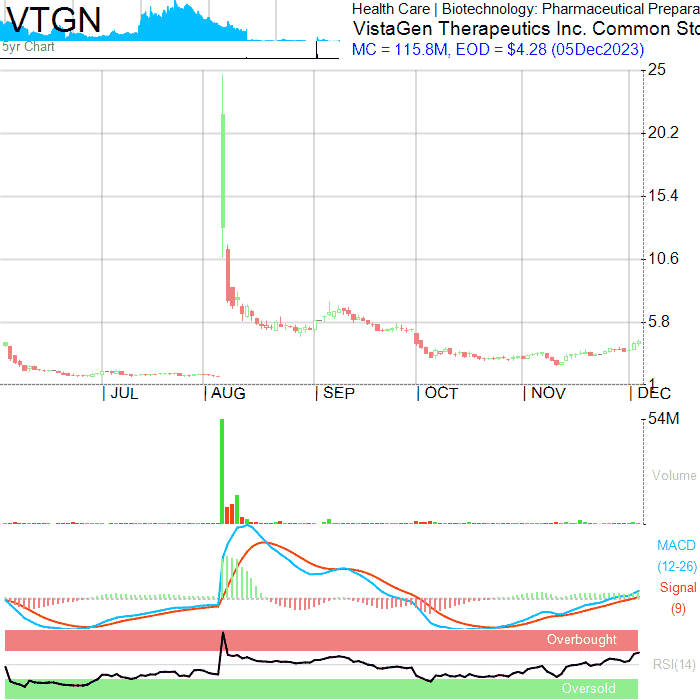 VTGN
5yr Chart
Health Care | Biotechnology: Pharmaceutical Prepara
VistaGen Therapeutics Inc. Common Sto
MC = 115.8M, EOD = $4.28 (05Dec2023)
25
20.2
15.4
10.6
5.8
1
| JUL | AUG | SEP | OCT | NOV | DEC
54M
Volume
MACD
(12-26)
Signal
(9)
Overbought
RSI(14)
Oversold